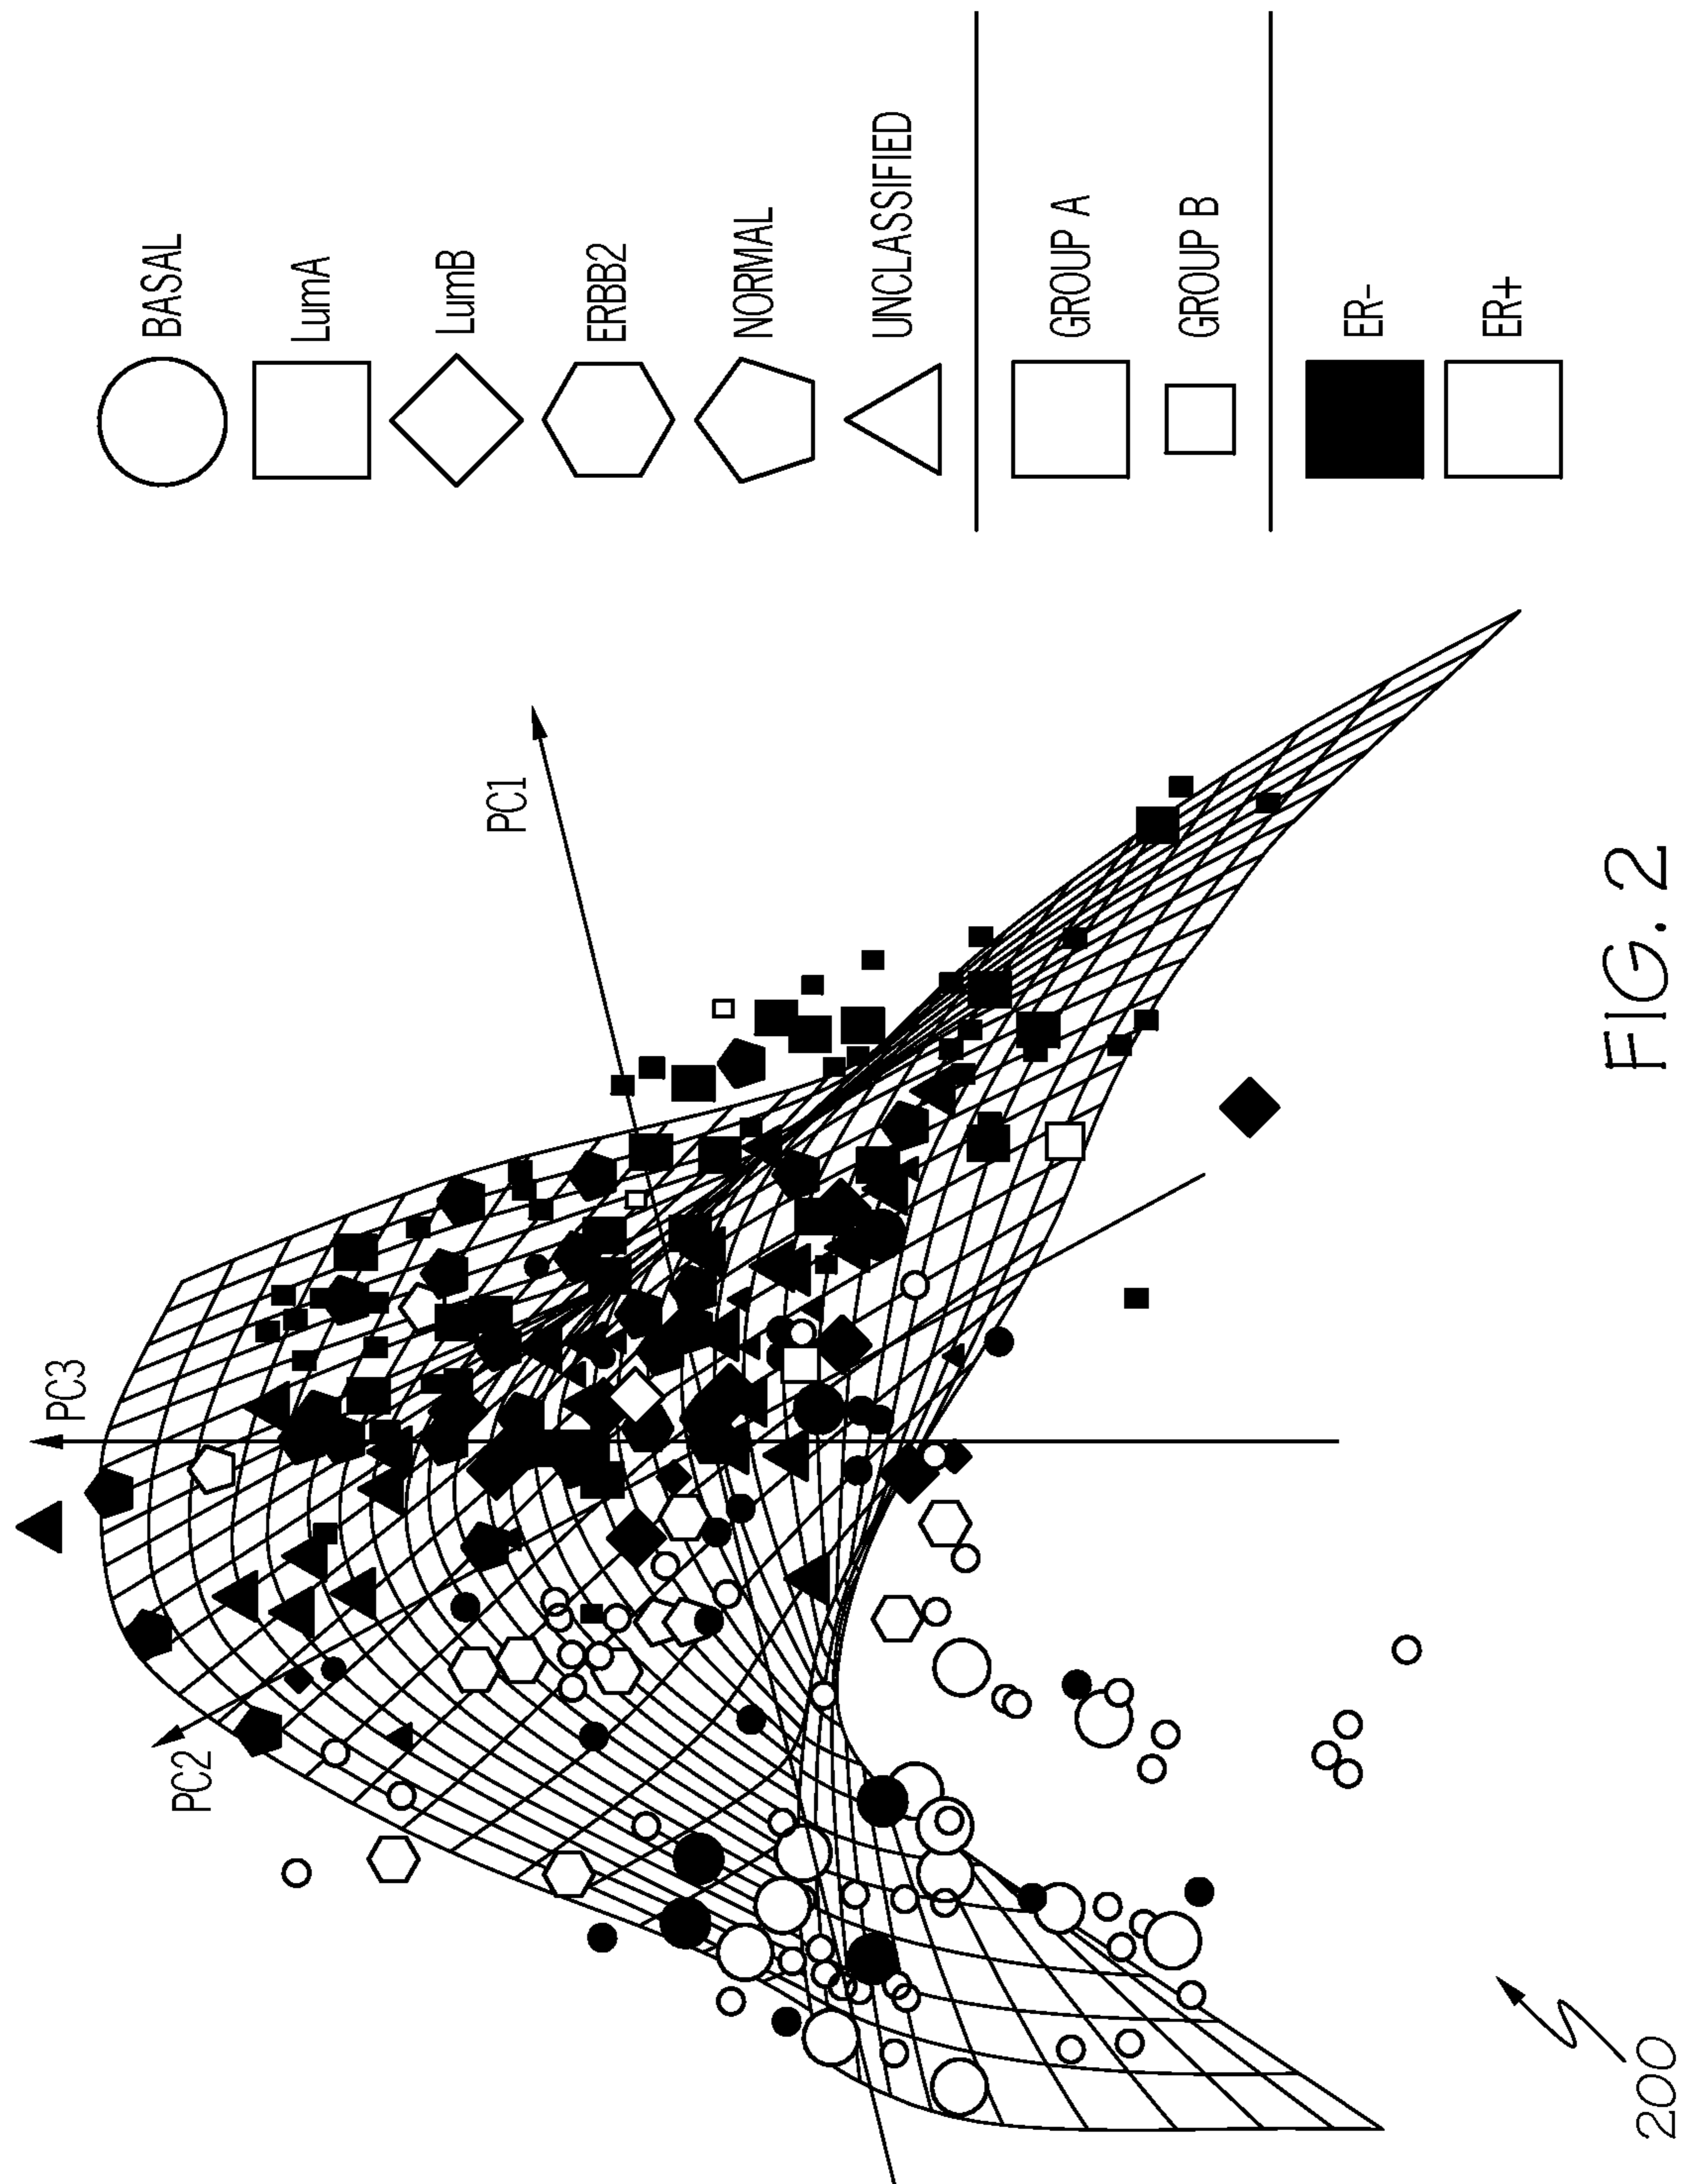 PC3
PC2
PC1
BASAL
LumA
LumB
ERBB2
NORMAL
UNCLASSIFIED
GROUP A
GROUP B
ER-
ER+
200
FIG. 2